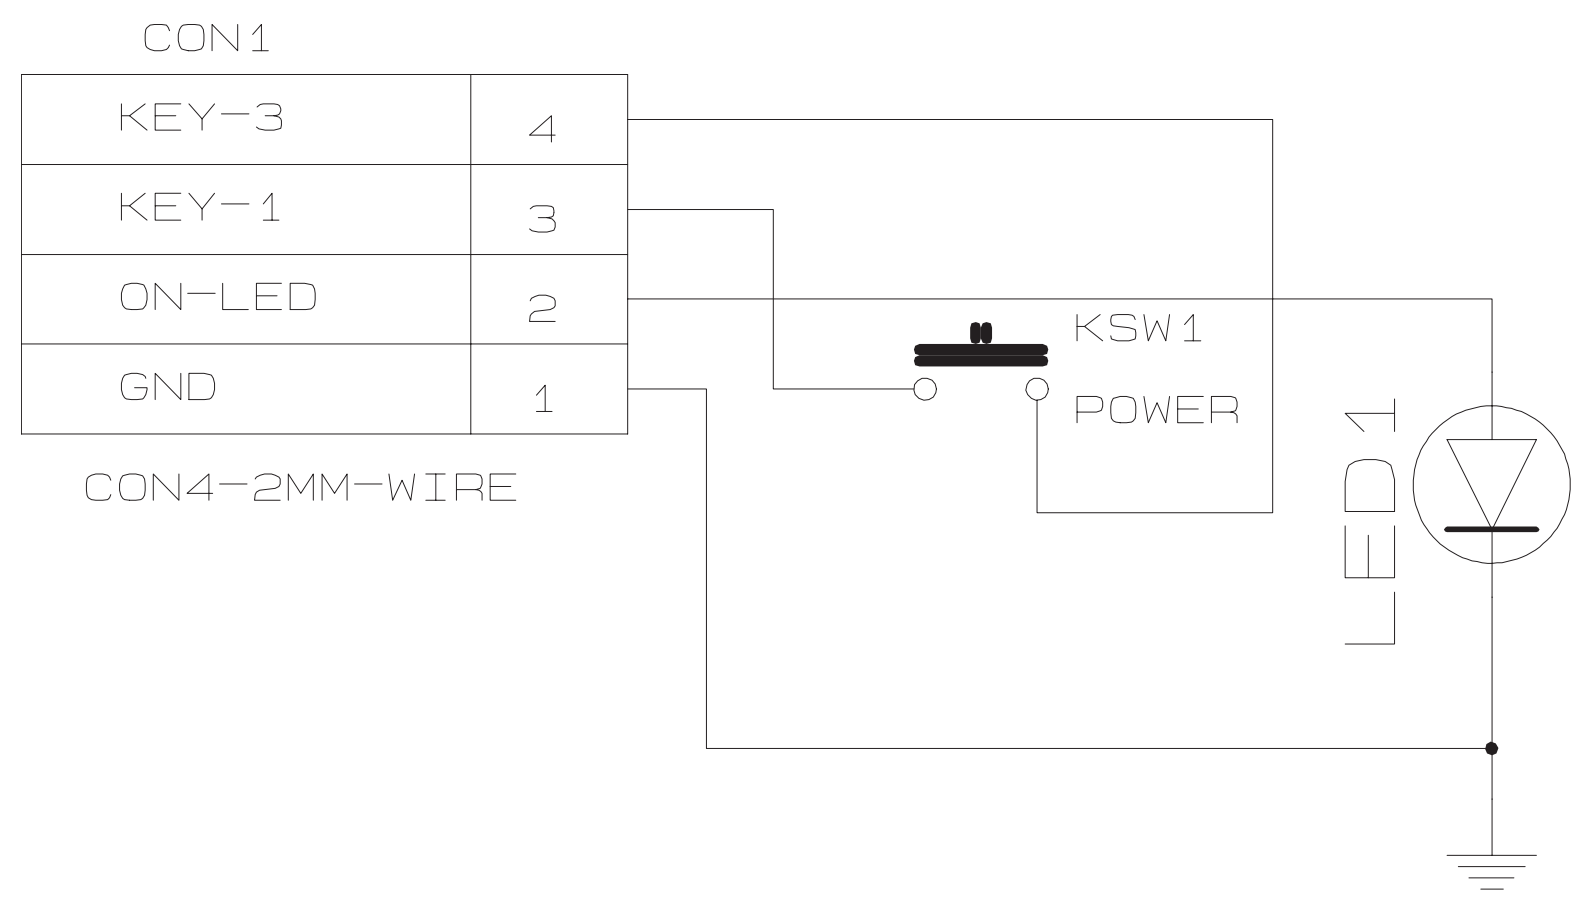 CON1
KEY-3 4
KEY-1 3
ON-LED 2
GND 1
CON4-2MM-WIRE
KSW1
POWER
LED1